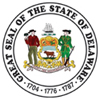 GREAT SEAL OF THE STATE OF DELAWARE
1704 • 1776 • 1787